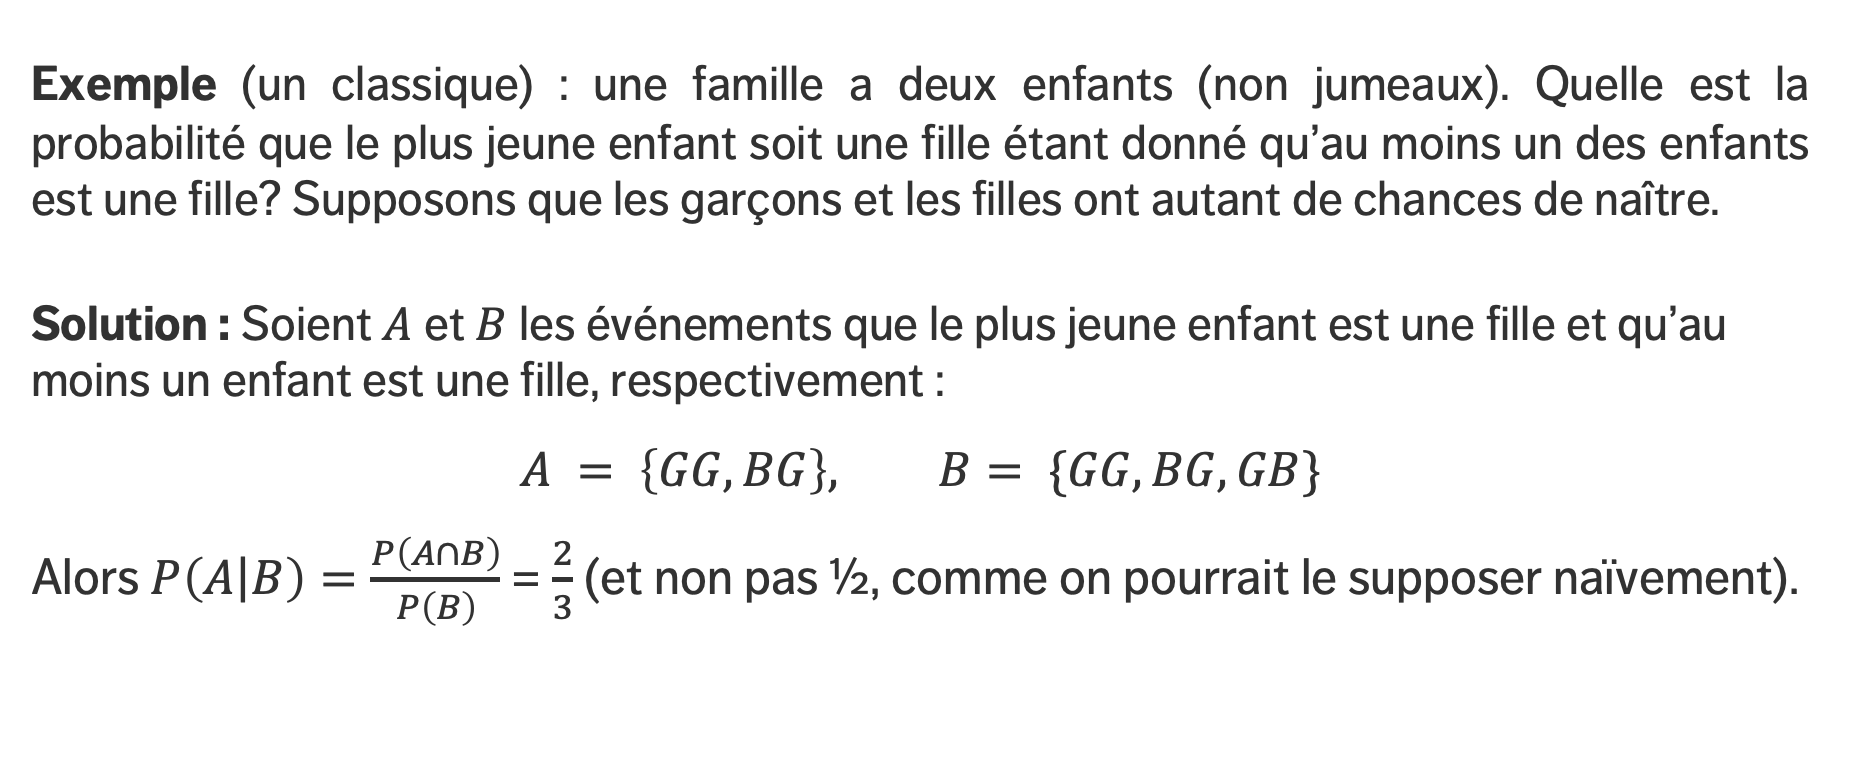 Exemple (un classique) : une famille a deux enfants (non jumeaux). Quelle est la
probabilité que le plus jeune enfant soit une fille étant donné qu’au moins un des enfants
est une fille? Supposons que les garçons et les filles ont autant de chances de naître.
Solution : Soient A et B les événements que le plus jeune enfant est une fille et qu’au
moins un enfant est une fille, respectivement :
A = {GG, BG}, B = {GG, BG, GB}
Alors P(A|B) = P(A∩B)/P(B) = 2/3 (et non pas ½, comme on pourrait le supposer naïvement).